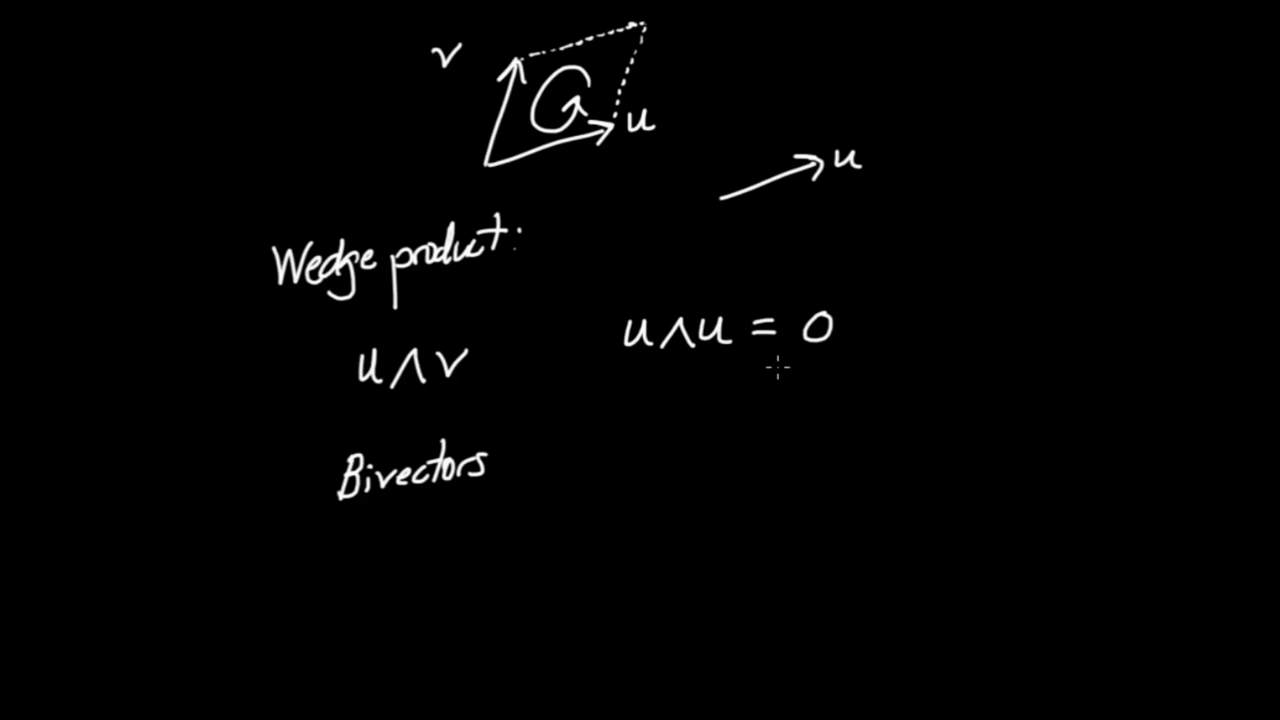 v
u
u
Wedge product:
u∧v
u∧u = 0
Bivectors